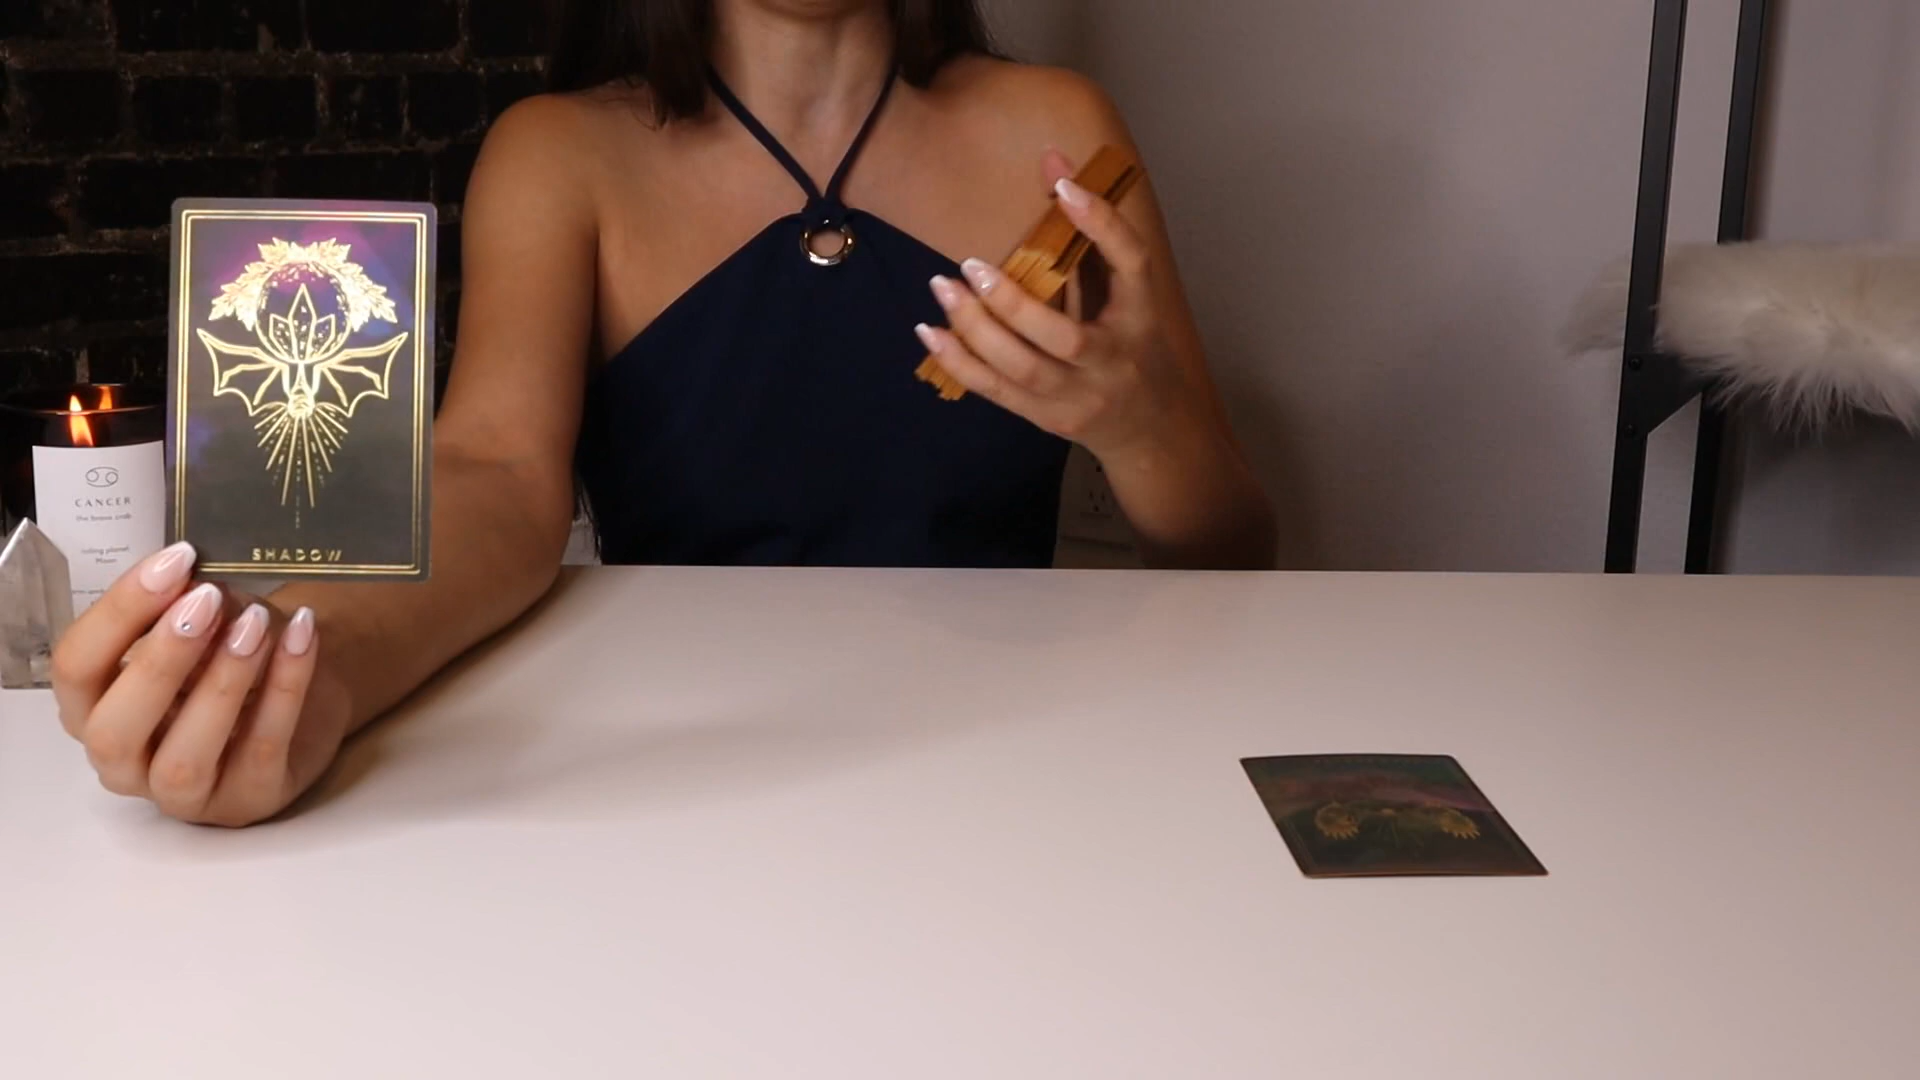 CANCER
the brave crab
ruling planet
Moon
SHADOW